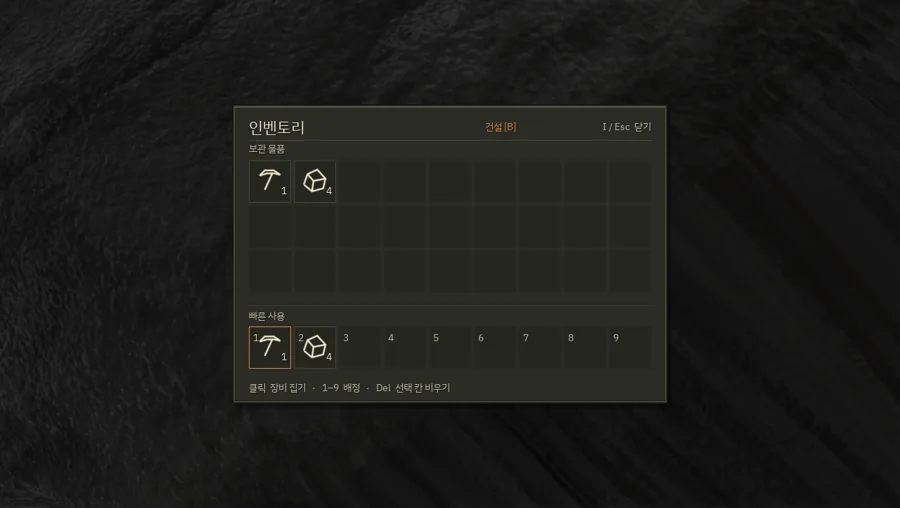 인벤토리 건설 [B] I / Esc 닫기
보관 물품
1 4
빠른 사용
1 2 3 4 5 6 7 8 9
1 4
클릭 장비 집기 · 1–9 배정 · Del 선택 칸 비우기